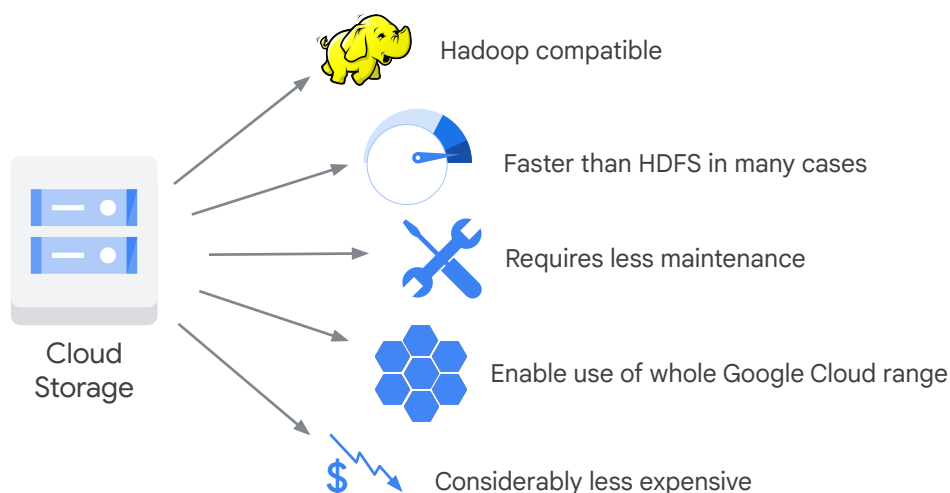 Hadoop compatible
Faster than HDFS in many cases
Requires less maintenance
Cloud
Storage
Enable use of whole Google Cloud range
$
Considerably less expensive